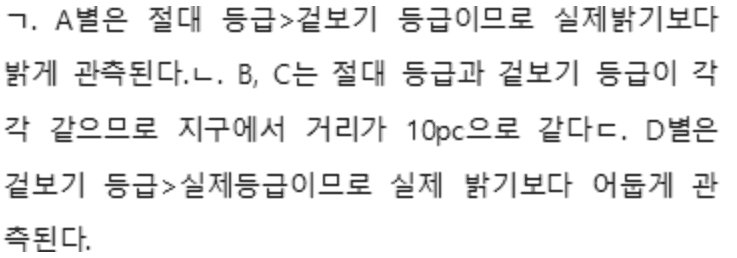 ㄱ. A별은 절대 등급>겉보기 등급이므로 실제밝기보다
밝게 관측된다.ㄴ. B, C는 절대 등급과 겉보기 등급이 각
각 같으므로 지구에서 거리가 10pc으로 같다ㄷ. D별은
겉보기 등급>실제등급이므로 실제 밝기보다 어둡게 관
측된다.